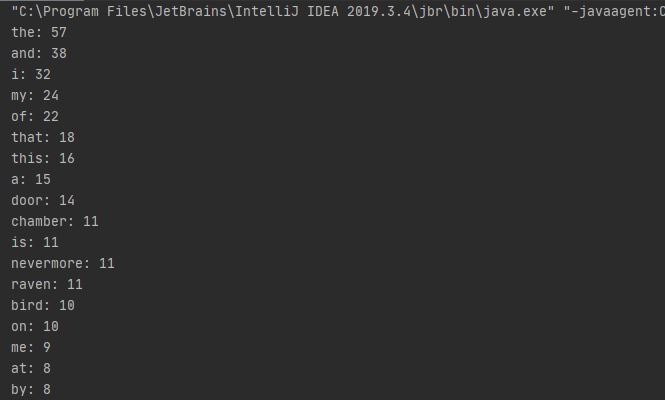 "C:\Program Files\JetBrains\IntelliJ IDEA 2019.3.4\jbr\bin\java.exe" "-javaagent:C
the: 57
and: 38
i: 32
my: 24
of: 22
that: 18
this: 16
a: 15
door: 14
chamber: 11
is: 11
nevermore: 11
raven: 11
bird: 10
on: 10
me: 9
at: 8
by: 8